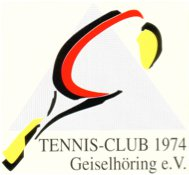 TENNIS-CLUB 1974
Geiselhöring e.V.